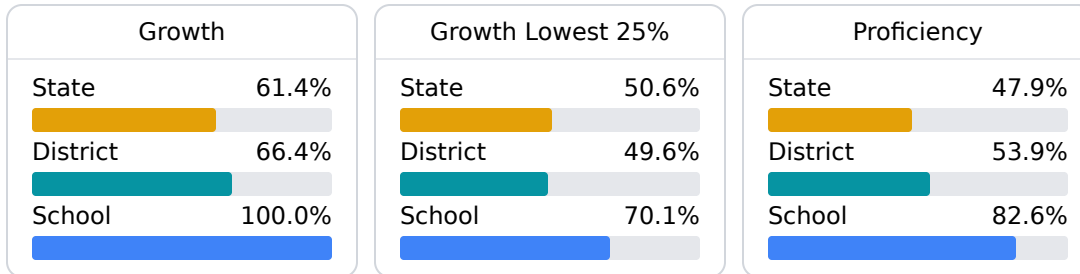 Growth
State 61.4%
District 66.4%
School 100.0%
Growth Lowest 25%
State 50.6%
District 49.6%
School 70.1%
Proficiency
State 47.9%
District 53.9%
School 82.6%